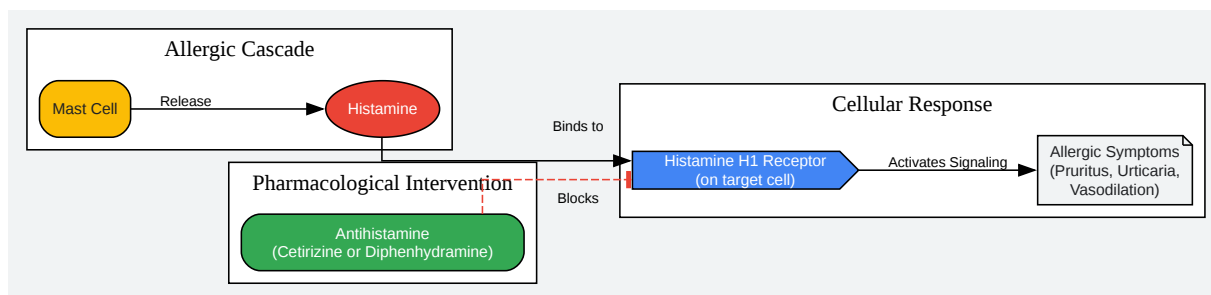 Allergic Cascade
Mast Cell
Release
Histamine
Binds to
Pharmacological Intervention
Blocks
Antihistamine
(Cetirizine or Diphenhydramine)
Cellular Response
Histamine H1 Receptor
(on target cell)
Activates Signaling
Allergic Symptoms
(Pruritus, Urticaria,
Vasodilation)